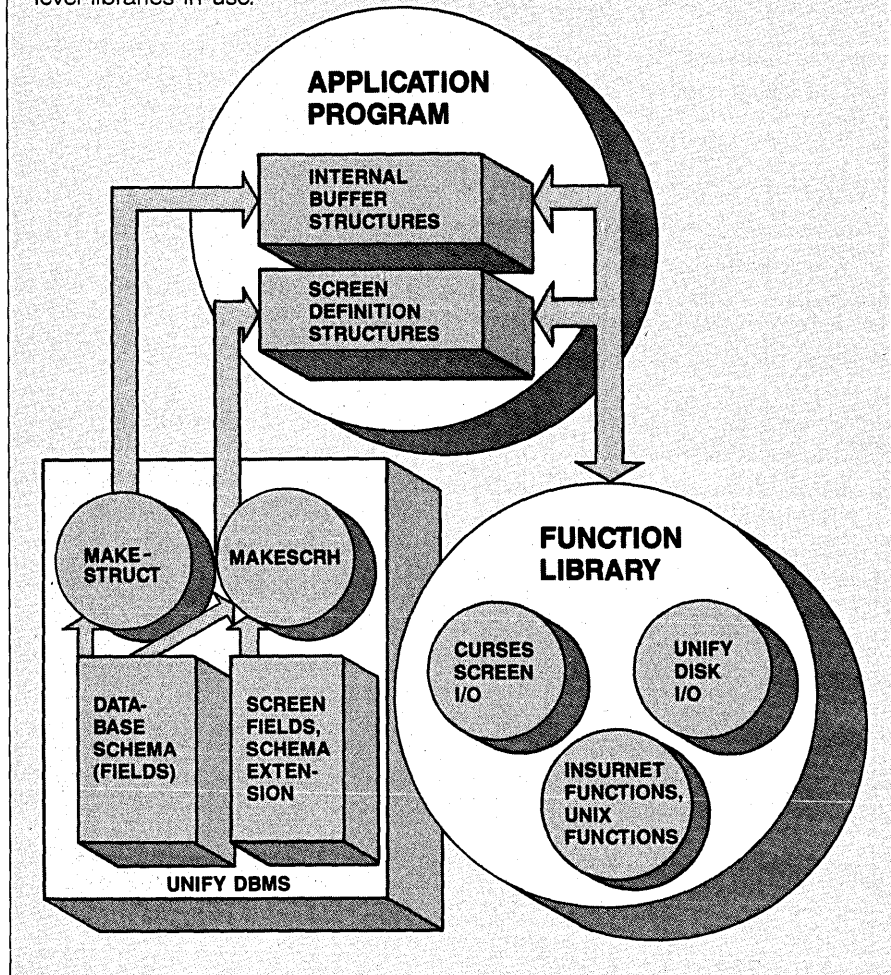 level libraries in use.
APPLICATION
PROGRAM
INTERNAL
BUFFER
STRUCTURES
SCREEN
DEFINITION
STRUCTURES
MAKE-
STRUCT
MAKESCRH
DATA-
BASE
SCHEMA
(FIELDS)
SCREEN
FIELDS,
SCHEMA
EXTEN-
SION
UNIFY DBMS
FUNCTION
LIBRARY
CURSES
SCREEN
I/O
UNIFY
DISK
I/O
INSURNET
FUNCTIONS,
UNIX
FUNCTIONS